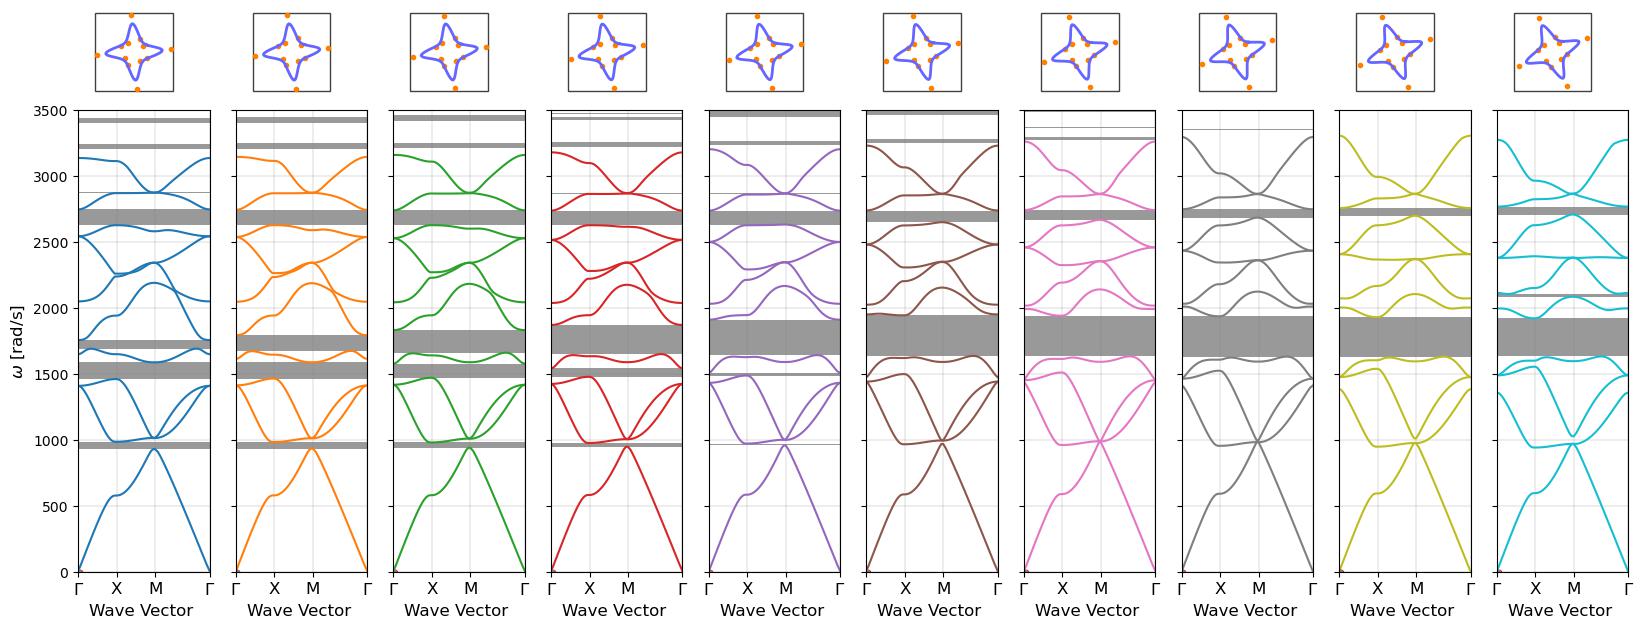 3500
3000
2500
2000
1500
1000
500
0
ω [rad/s]
Γ X M Γ
Γ X M Γ
Γ X M Γ
Γ X M Γ
Γ X M Γ
Γ X M Γ
Γ X M Γ
Γ X M Γ
Γ X M Γ
Γ X M Γ
Wave Vector
Wave Vector
Wave Vector
Wave Vector
Wave Vector
Wave Vector
Wave Vector
Wave Vector
Wave Vector
Wave Vector